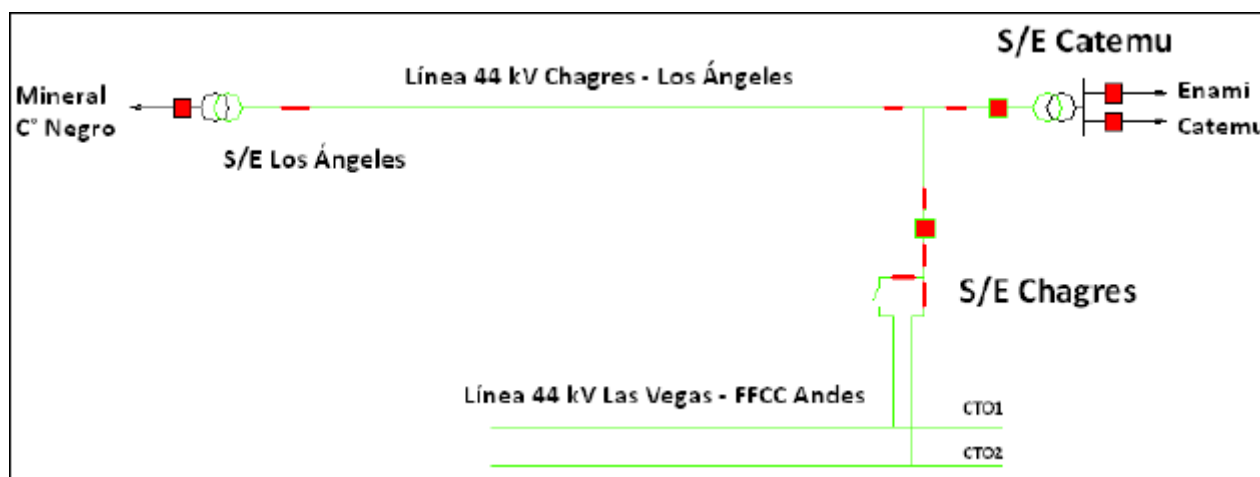 S/E Catemu
Línea 44 kV Chagres - Los Ángeles
Mineral
C° Negro
Enami
Catemu
S/E Los Ángeles
S/E Chagres
Línea 44 kV Las Vegas - FFCC Andes
CTO1
CTO2